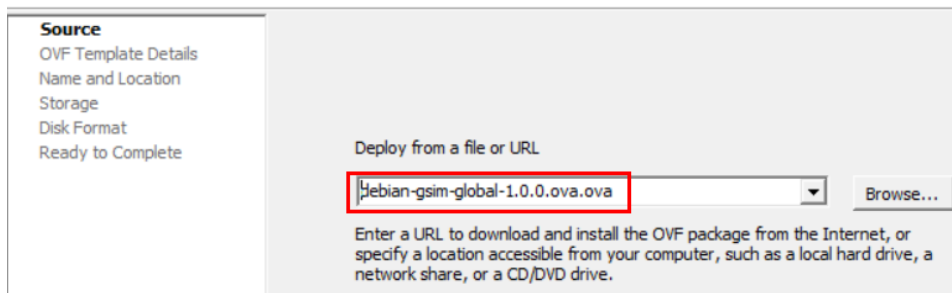 Source
OVF Template Details
Name and Location
Storage
Disk Format
Ready to Complete
Deploy from a file or URL
debian-gsim-global-1.0.0.ova.ova
Browse...
Enter a URL to download and install the OVF package from the Internet, or
specify a location accessible from your computer, such as a local hard drive, a
network share, or a CD/DVD drive.